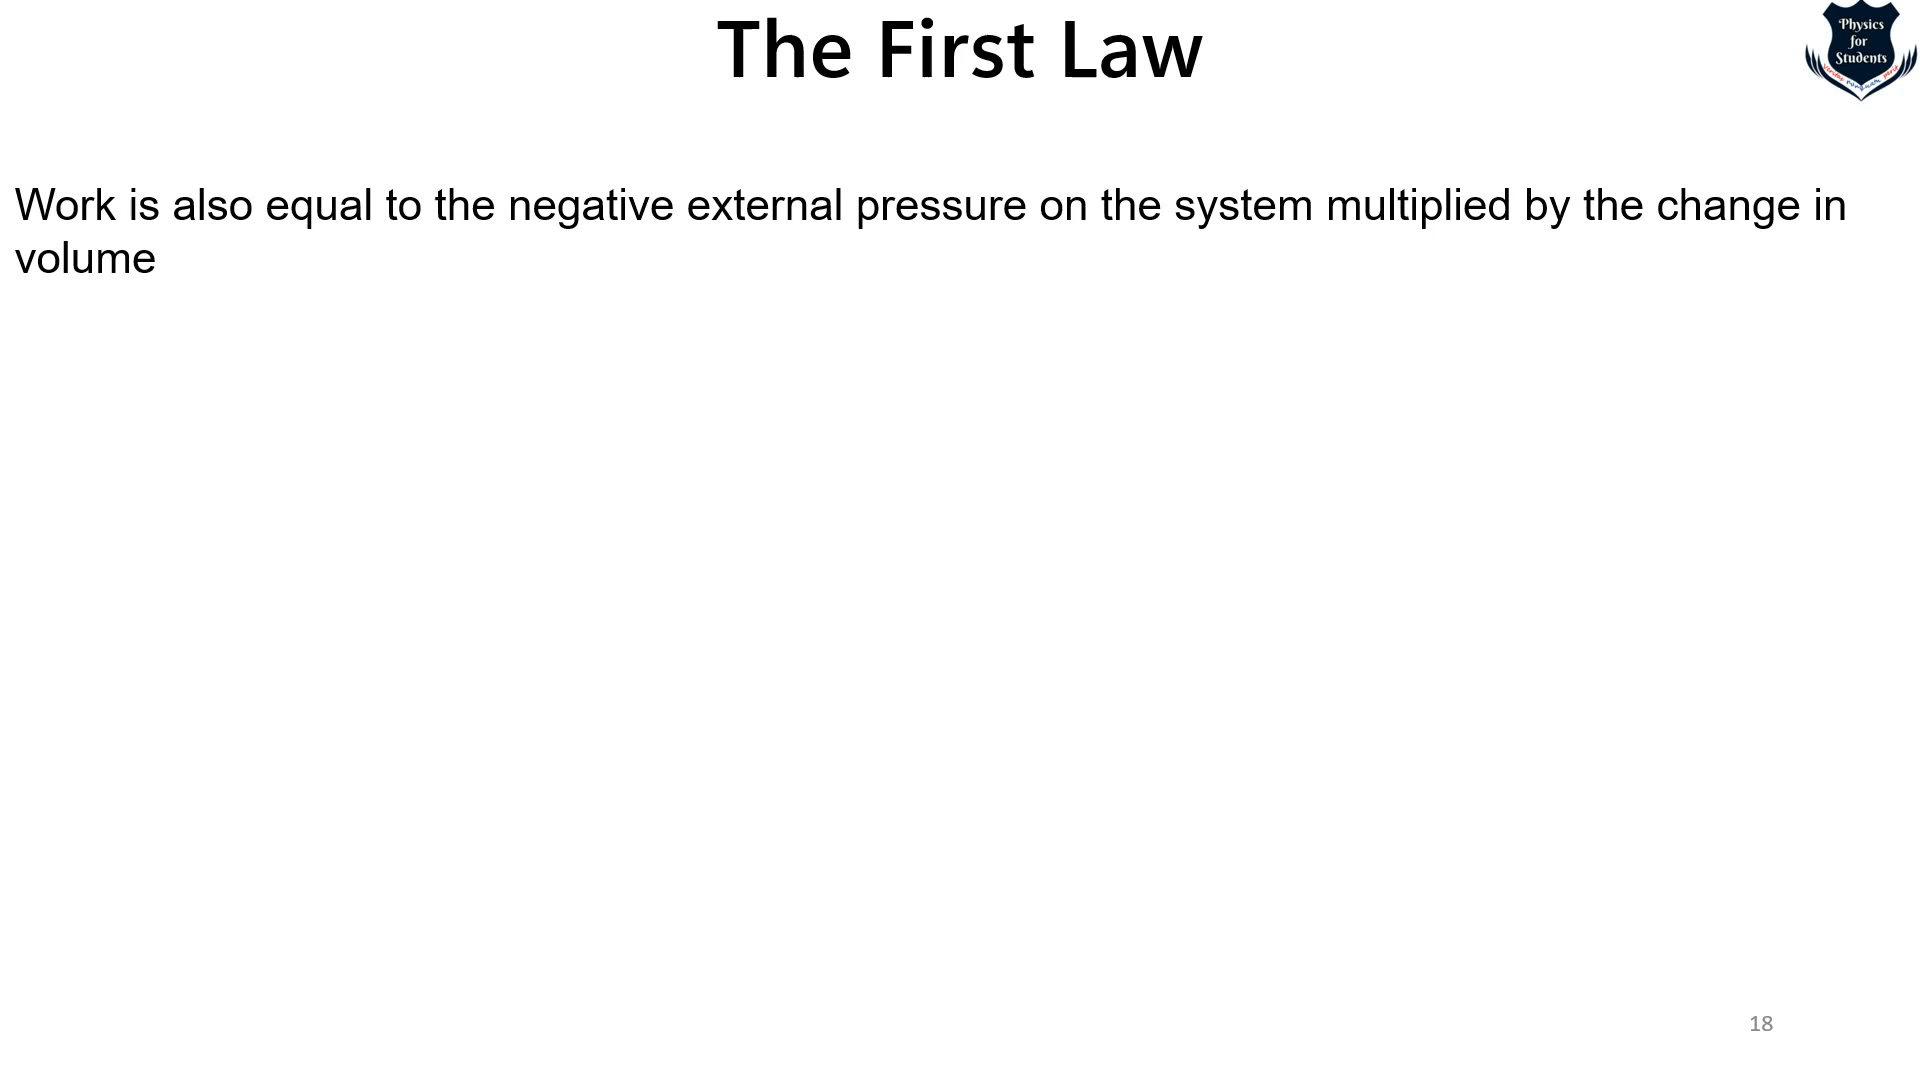 The First Law
Physics
for
Students
Work is also equal to the negative external pressure on the system multiplied by the change in
volume
18